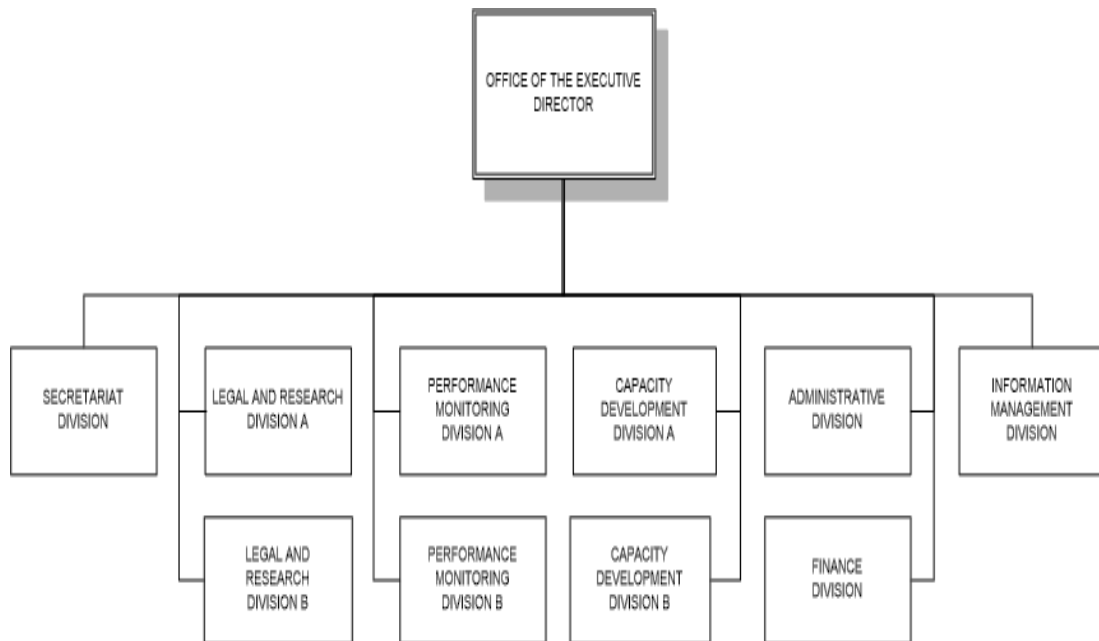 OFFICE OF THE EXECUTIVE
DIRECTOR
SECRETARIAT
DIVISION
LEGAL AND RESEARCH
DIVISION A
PERFORMANCE
MONITORING
DIVISION A
CAPACITY
DEVELOPMENT
DIVISION A
ADMINISTRATIVE
DIVISION
INFORMATION
MANAGEMENT
DIVISION
LEGAL AND
RESEARCH
DIVISION B
PERFORMANCE
MONITORING
DIVISION B
CAPACITY
DEVELOPMENT
DIVISION B
FINANCE
DIVISION